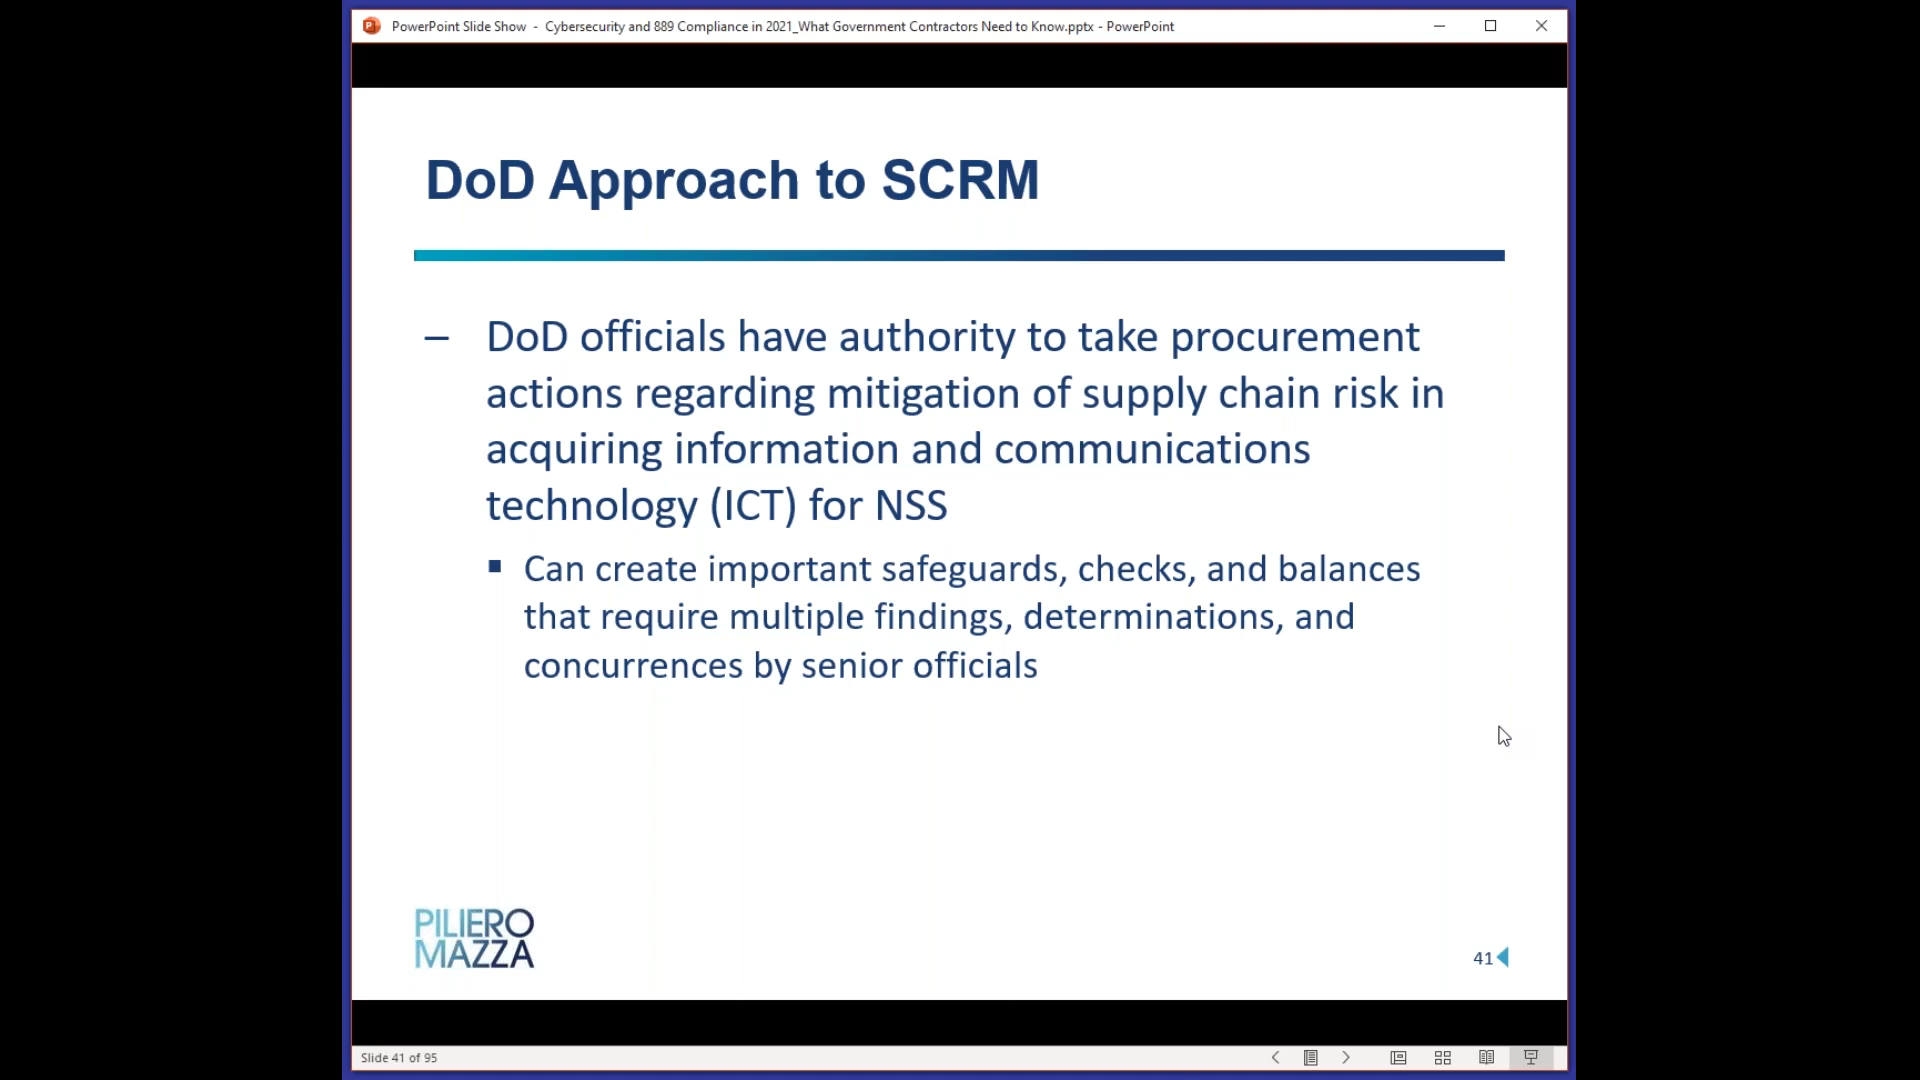 PowerPoint Slide Show - Cybersecurity and 889 Compliance in 2021_What Government Contractors Need to Know.pptx - PowerPoint
DoD Approach to SCRM
– DoD officials have authority to take procurement
actions regarding mitigation of supply chain risk in
acquiring information and communications
technology (ICT) for NSS
▪ Can create important safeguards, checks, and balances
that require multiple findings, determinations, and
concurrences by senior officials
PILIERO
MAZZA
41
Slide 41 of 95